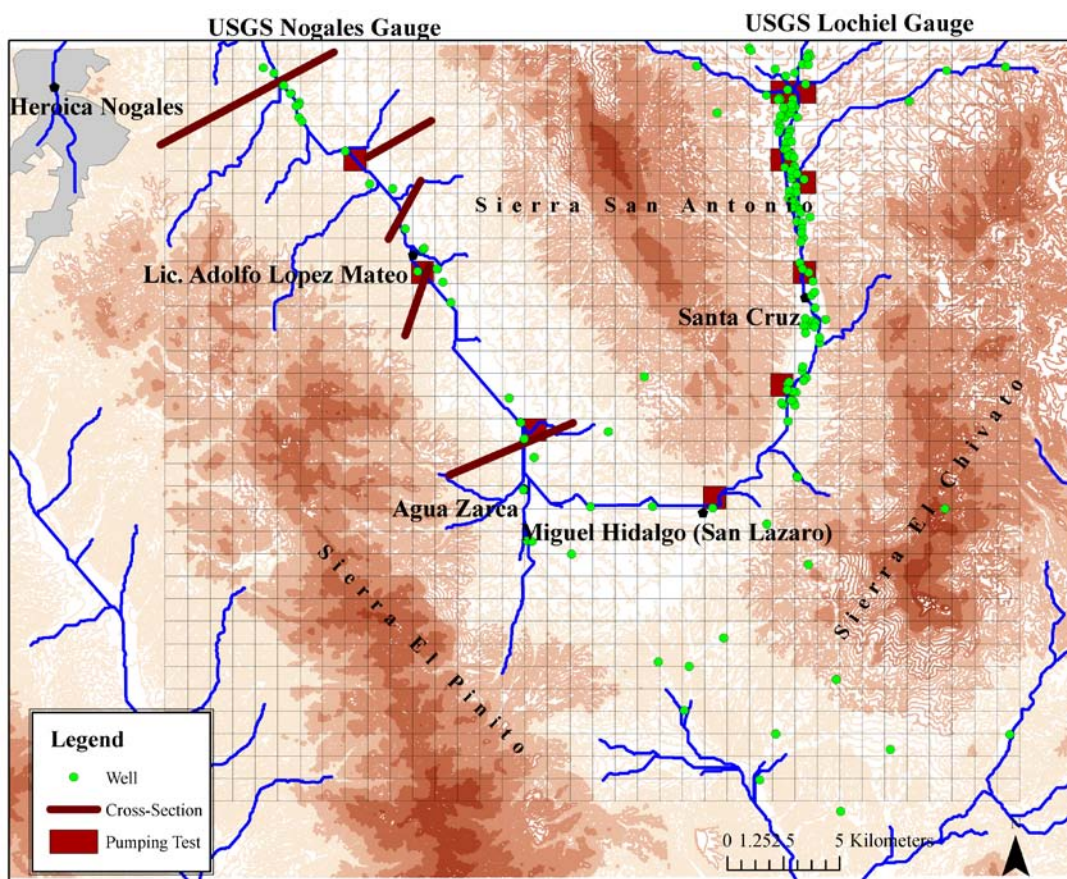 USGS Nogales Gauge
USGS Lochiel Gauge
Heroica Nogales
Sierra San Antonio
Lic. Adolfo Lopez Mateo
Santa Cruz
Agua Zarca
Miguel Hidalgo (San Lazaro)
Sierra El Chivato
Sierra El Pinito
Legend
Well
Cross-Section
Pumping Test
0 1.252.5 5 Kilometers
N